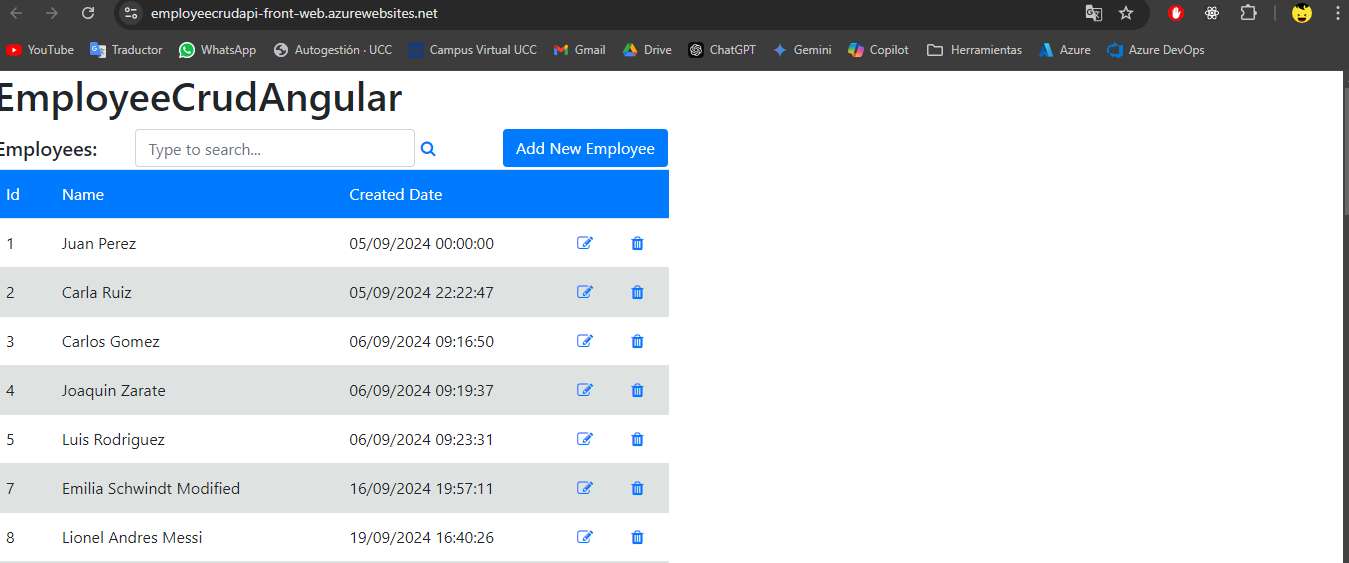 employeecrudapi-front-web.azurewebsites.net
YouTube Traductor WhatsApp Autogestión · UCC Campus Virtual UCC Gmail Drive ChatGPT Gemini Copilot Herramientas Azure Azure DevOps
EmployeeCrudAngular
Employees: Type to search... Add New Employee
Id Name Created Date
1 Juan Perez 05/09/2024 00:00:00
2 Carla Ruiz 05/09/2024 22:22:47
3 Carlos Gomez 06/09/2024 09:16:50
4 Joaquin Zarate 06/09/2024 09:19:37
5 Luis Rodriguez 06/09/2024 09:23:31
7 Emilia Schwindt Modified 16/09/2024 19:57:11
8 Lionel Andres Messi 19/09/2024 16:40:26